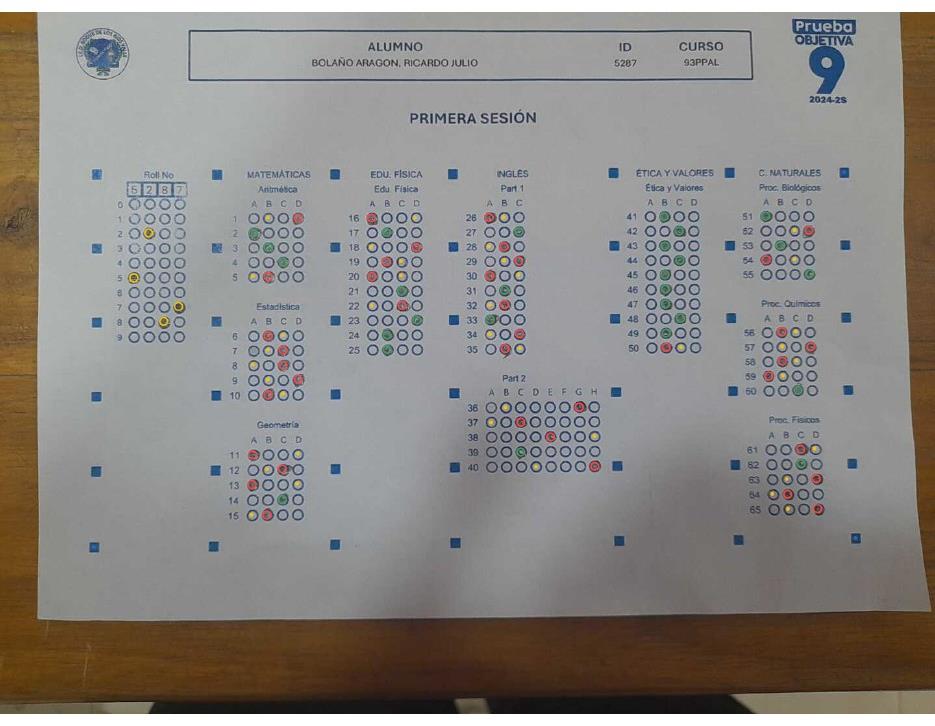 Prueba
OBJETIVA
9
2024-2S
ALUMNO ID CURSO
BOLAÑO ARAGON, RICARDO JULIO 5287 93PPAL
PRIMERA SESIÓN
Roll No
5 2 8 7
0
1
2
3
4
5
6
7
8
9
MATEMÁTICAS
Aritmética
A B C D
1
2
3
4
5
Estadística
A B C D
6
7
8
9
10
Geometría
A B C D
11
12
13
14
15
EDU. FÍSICA
Edu. Física
A B C D
16
17
18
19
20
21
22
23
24
25
INGLÉS
Part 1
A B C
26
27
28
29
30
31
32
33
34
35
Part 2
A B C D E F G H
36
37
38
39
40
ÉTICA Y VALORES
Ética y Valores
A B C D
41
42
43
44
45
46
47
48
49
50
C. NATURALES
Proc. Biológicos
A B C D
51
52
53
54
55
Proc. Químicos
A B C D
56
57
58
59
60
Proc. Físicos
A B C D
61
62
63
64
65